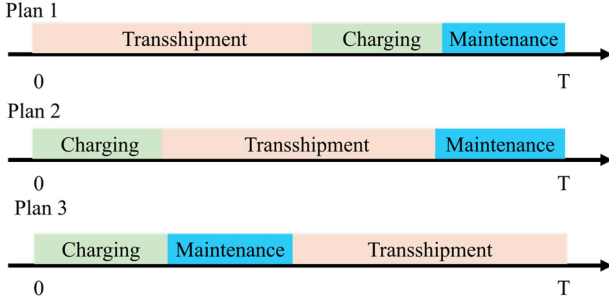 Plan 1
Transshipment Charging Maintenance
0 T
Plan 2
Charging Transshipment Maintenance
0 T
Plan 3
Charging Maintenance Transshipment
0 T